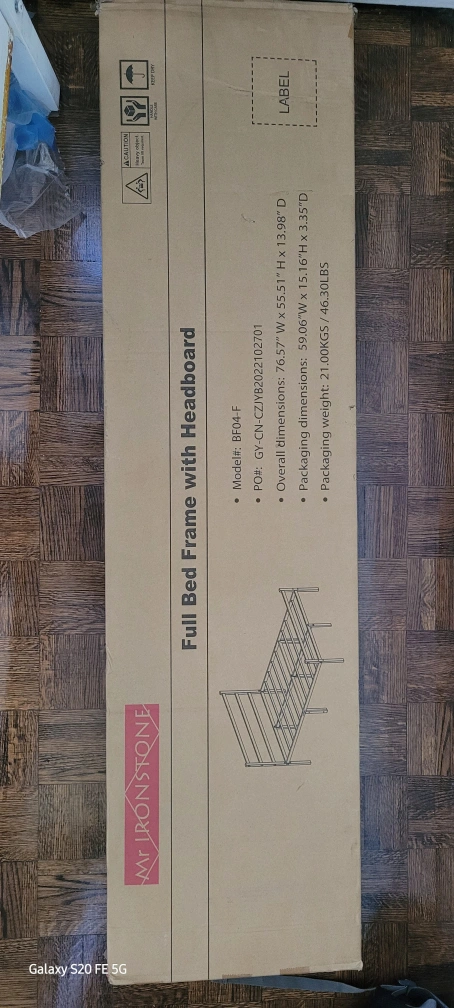 Mr IRONSTONE
Full Bed Frame with Headboard
• Model#: BF04-F
• PO#: GY-CN-CZJYB2022102701
• Overall dimensions: 76.57" W x 55.51" H x 13.98" D
• Packaging dimensions: 59.06"W x 15.16"H x 3.35"D
• Packaging weight: 21.00KGS / 46.30LBS
CAUTION
Heavy object
KEEP DRY
LABEL
Galaxy S20 FE 5G